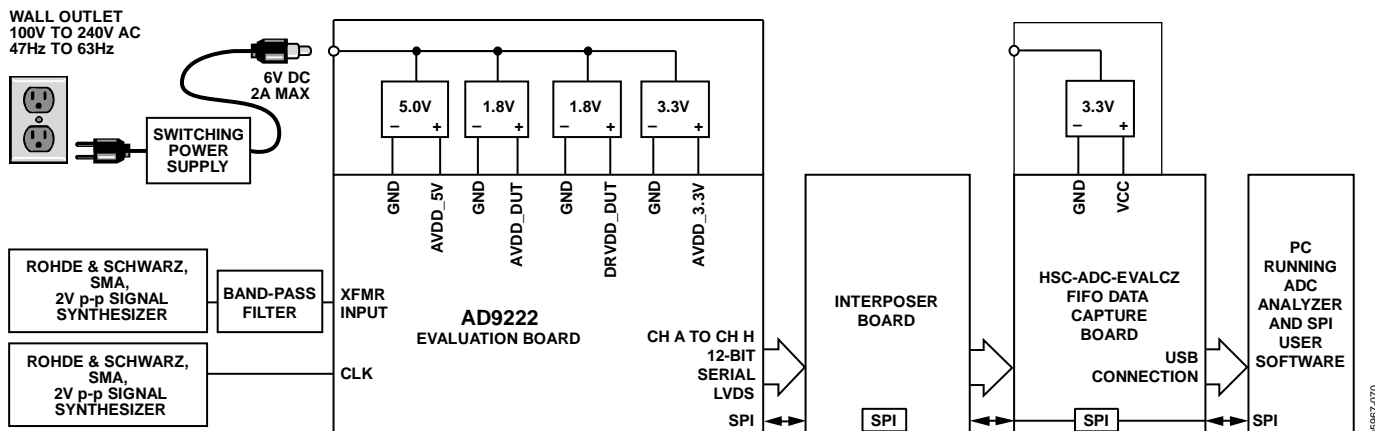 WALL OUTLET
100V TO 240V AC
47Hz TO 63Hz
6V DC
2A MAX
SWITCHING
POWER
SUPPLY
5.0V
– +
1.8V
– +
1.8V
– +
3.3V
– +
3.3V
– +
GND
AVDD_5V
GND
AVDD_DUT
GND
DRVDD_DUT
GND
AVDD_3.3V
GND
VCC
ROHDE & SCHWARZ,
SMA,
2V p-p SIGNAL
SYNTHESIZER
BAND-PASS
FILTER
XFMR
INPUT
AD9222
EVALUATION BOARD
ROHDE & SCHWARZ,
SMA,
2V p-p SIGNAL
SYNTHESIZER
CLK
CH A TO CH H
12-BIT
SERIAL
LVDS
SPI
INTERPOSER
BOARD
SPI
HSC-ADC-EVALCZ
FIFO DATA
CAPTURE
BOARD
USB
CONNECTION
SPI
PC
RUNNING
ADC
ANALYZER
AND SPI
USER
SOFTWARE
SPI